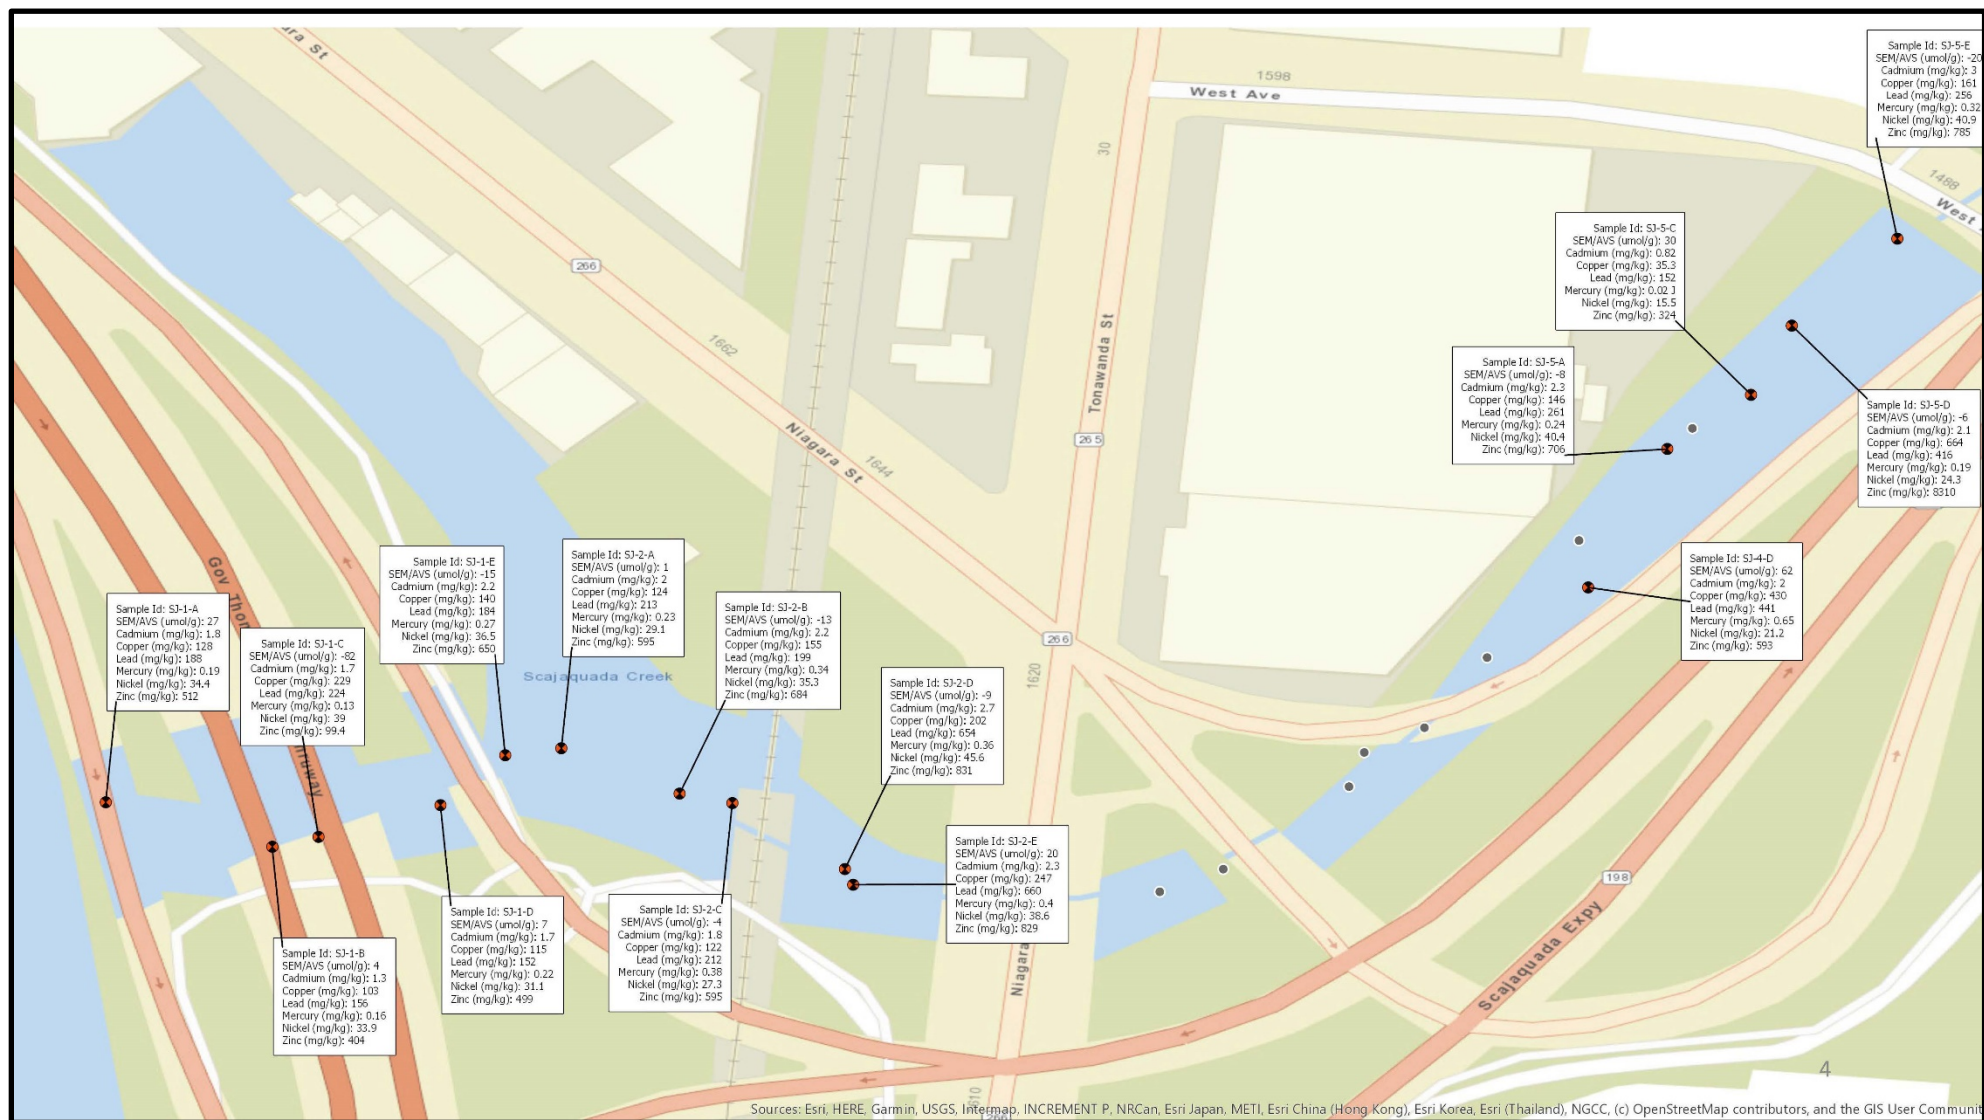 ara St
1598
West Ave
30
1488
West
266
1662
Niagara St
1644
Tonawanda St
265
266
1620
Niagara
Gov Tho
ruway
Scajaquada Creek
198
Scajaquada Expy
4
Sample Id: SJ-5-E
SEM/AVS (umol/g): -20
Cadmium (mg/kg): 3
Copper (mg/kg): 161
Lead (mg/kg): 256
Mercury (mg/kg): 0.32
Nickel (mg/kg): 40.9
Zinc (mg/kg): 785
Sample Id: SJ-5-C
SEM/AVS (umol/g): 30
Cadmium (mg/kg): 0.82
Copper (mg/kg): 35.3
Lead (mg/kg): 152
Mercury (mg/kg): 0.02 J
Nickel (mg/kg): 15.5
Zinc (mg/kg): 324
Sample Id: SJ-5-A
SEM/AVS (umol/g): -8
Cadmium (mg/kg): 2.3
Copper (mg/kg): 146
Lead (mg/kg): 261
Mercury (mg/kg): 0.24
Nickel (mg/kg): 40.4
Zinc (mg/kg): 706
Sample Id: SJ-5-D
SEM/AVS (umol/g): -6
Cadmium (mg/kg): 2.1
Copper (mg/kg): 664
Lead (mg/kg): 416
Mercury (mg/kg): 0.19
Nickel (mg/kg): 24.3
Zinc (mg/kg): 8310
Sample Id: SJ-4-D
SEM/AVS (umol/g): 62
Cadmium (mg/kg): 2
Copper (mg/kg): 430
Lead (mg/kg): 441
Mercury (mg/kg): 0.65
Nickel (mg/kg): 21.2
Zinc (mg/kg): 593
Sample Id: SJ-1-A
SEM/AVS (umol/g): 27
Cadmium (mg/kg): 1.8
Copper (mg/kg): 128
Lead (mg/kg): 188
Mercury (mg/kg): 0.19
Nickel (mg/kg): 34.4
Zinc (mg/kg): 512
Sample Id: SJ-1-C
SEM/AVS (umol/g): -82
Cadmium (mg/kg): 1.7
Copper (mg/kg): 229
Lead (mg/kg): 224
Mercury (mg/kg): 0.13
Nickel (mg/kg): 39
Zinc (mg/kg): 99.4
Sample Id: SJ-1-E
SEM/AVS (umol/g): -15
Cadmium (mg/kg): 2.2
Copper (mg/kg): 140
Lead (mg/kg): 184
Mercury (mg/kg): 0.27
Nickel (mg/kg): 36.5
Zinc (mg/kg): 650
Sample Id: SJ-2-A
SEM/AVS (umol/g): 1
Cadmium (mg/kg): 2
Copper (mg/kg): 124
Lead (mg/kg): 213
Mercury (mg/kg): 0.23
Nickel (mg/kg): 29.1
Zinc (mg/kg): 595
Sample Id: SJ-2-B
SEM/AVS (umol/g): -13
Cadmium (mg/kg): 2.2
Copper (mg/kg): 155
Lead (mg/kg): 199
Mercury (mg/kg): 0.34
Nickel (mg/kg): 35.3
Zinc (mg/kg): 684
Sample Id: SJ-2-D
SEM/AVS (umol/g): -9
Cadmium (mg/kg): 2.7
Copper (mg/kg): 202
Lead (mg/kg): 654
Mercury (mg/kg): 0.36
Nickel (mg/kg): 45.6
Zinc (mg/kg): 831
Sample Id: SJ-2-E
SEM/AVS (umol/g): 20
Cadmium (mg/kg): 2.3
Copper (mg/kg): 247
Lead (mg/kg): 660
Mercury (mg/kg): 0.4
Nickel (mg/kg): 38.6
Zinc (mg/kg): 829
Sample Id: SJ-1-B
SEM/AVS (umol/g): 4
Cadmium (mg/kg): 1.3
Copper (mg/kg): 103
Lead (mg/kg): 156
Mercury (mg/kg): 0.16
Nickel (mg/kg): 33.9
Zinc (mg/kg): 404
Sample Id: SJ-1-D
SEM/AVS (umol/g): 7
Cadmium (mg/kg): 1.7
Copper (mg/kg): 115
Lead (mg/kg): 152
Mercury (mg/kg): 0.22
Nickel (mg/kg): 31.1
Zinc (mg/kg): 499
Sample Id: SJ-2-C
SEM/AVS (umol/g): -4
Cadmium (mg/kg): 1.8
Copper (mg/kg): 122
Lead (mg/kg): 212
Mercury (mg/kg): 0.38
Nickel (mg/kg): 27.3
Zinc (mg/kg): 595
Sources: Esri, HERE, Garmin, USGS, Intermap, INCREMENT P, NRCan, Esri Japan, METI, Esri China (Hong Kong), Esri Korea, Esri (Thailand), NGCC, (c) OpenStreetMap contributors, and the GIS User Communit